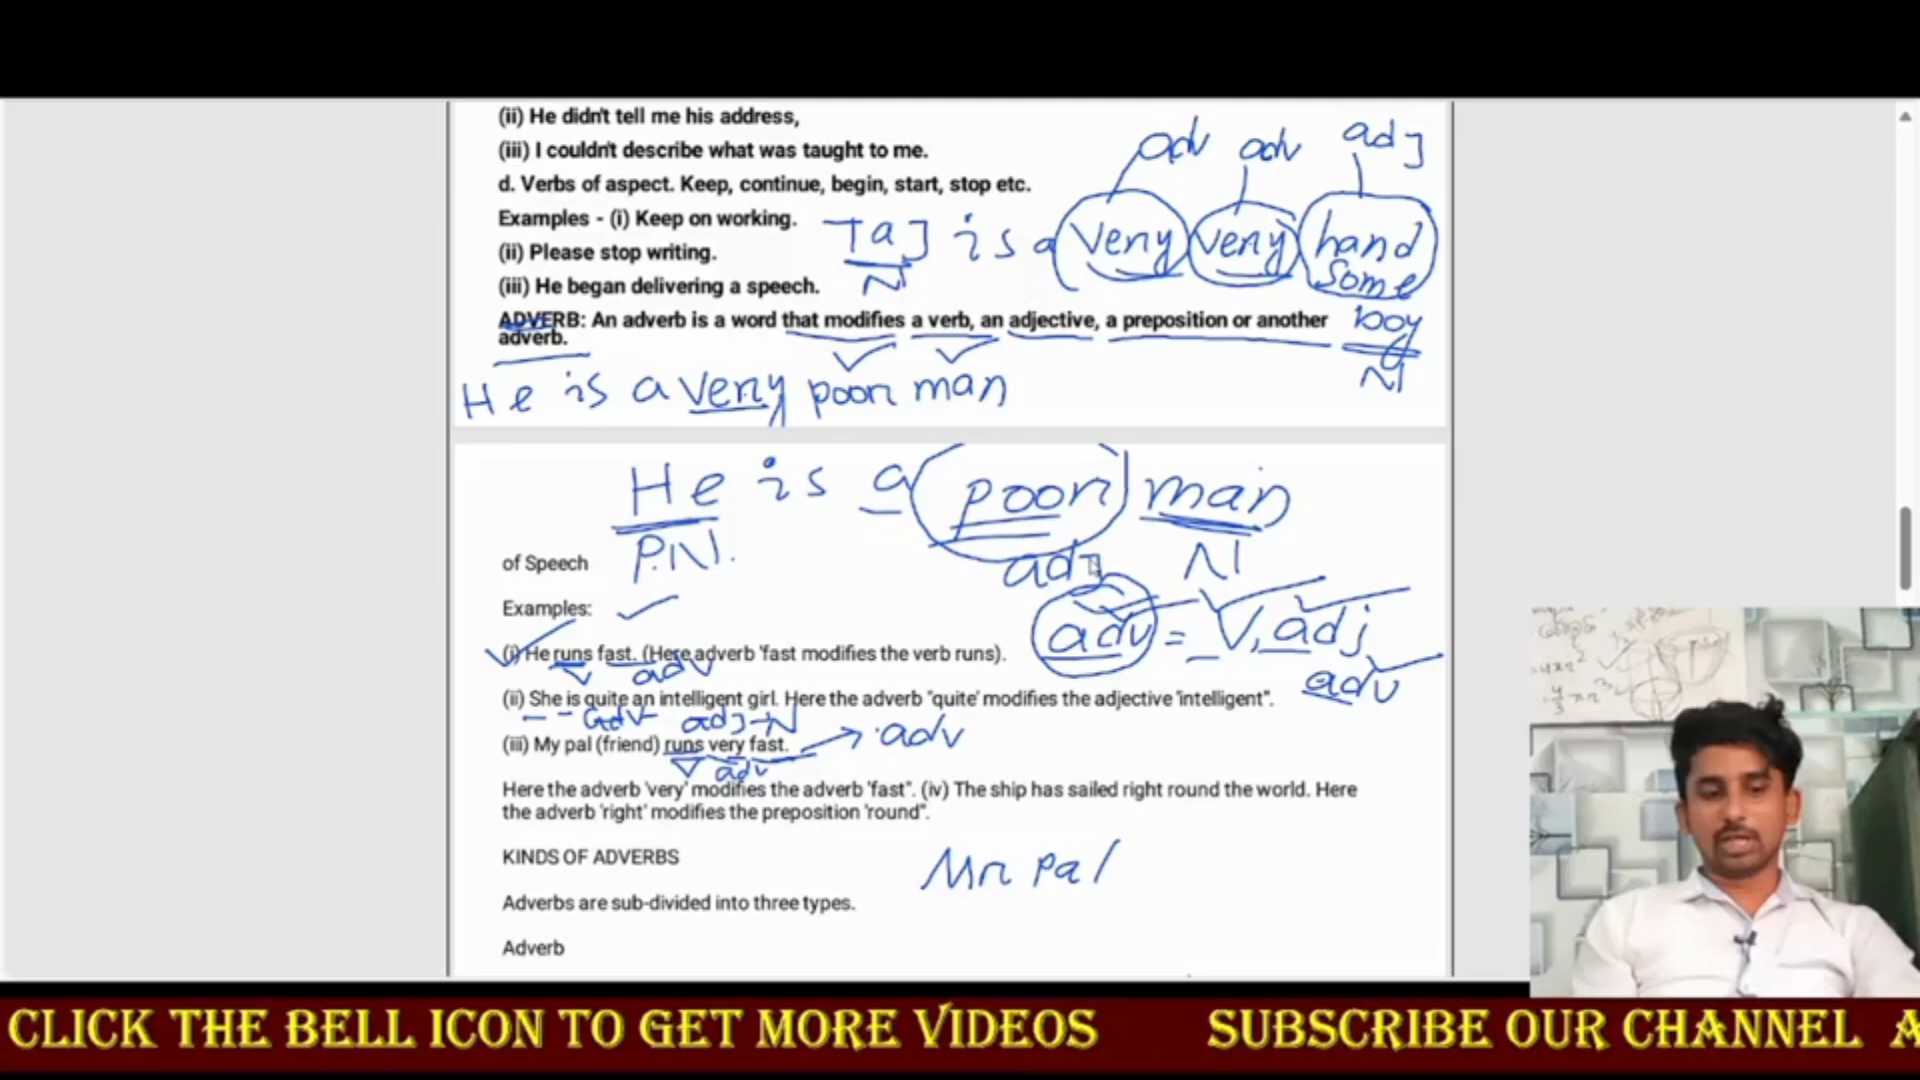 (ii) He didn't tell me his address,
(iii) I couldn't describe what was taught to me.
adv adv adj
d. Verbs of aspect. Keep, continue, begin, start, stop etc.
Examples - (i) Keep on working.
Taj is a very very handsome boy
N
N
(ii) Please stop writing.
(iii) He began delivering a speech.
ADVERB: An adverb is a word that modifies a verb, an adjective, a preposition or another
adverb.
He is a very poor man
He is a poor man
P.N. adj N
of Speech
Examples:
adv = V, adj
adv
(i) He runs fast. (Here adverb 'fast modifies the verb runs).
V adv
(ii) She is quite an intelligent girl. Here the adverb "quite' modifies the adjective 'intelligent".
adv adj N
(iii) My pal (friend) runs very fast. adv
V adv
Here the adverb 'very' modifies the adverb 'fast". (iv) The ship has sailed right round the world. Here
the adverb 'right' modifies the preposition 'round".
KINDS OF ADVERBS
Mr pal
Adverbs are sub-divided into three types.
Adverb
CLICK THE BELL ICON TO GET MORE VIDEOS SUBSCRIBE OUR CHANNEL A